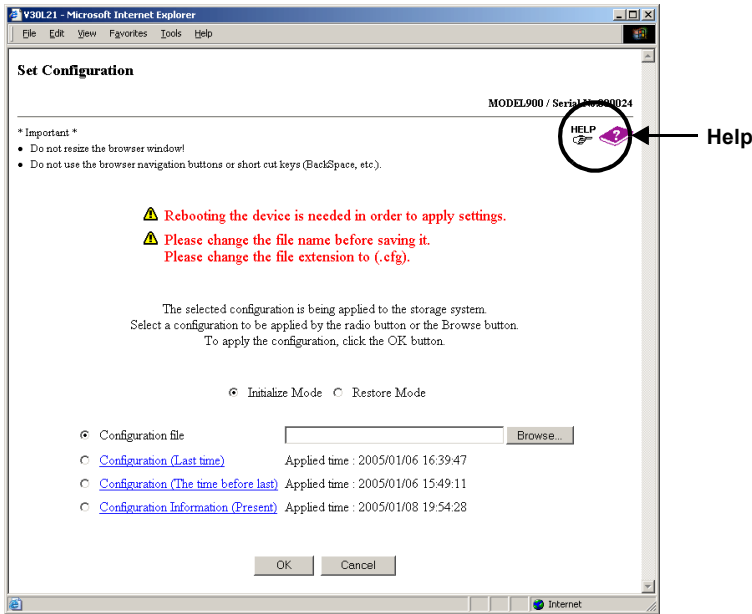 V30L21 - Microsoft Internet Explorer
File Edit View Favorites Tools Help
Set Configuration
MODEL900 / Serial No.800024
* Important *
• Do not resize the browser window!
• Do not use the browser navigation buttons or short cut keys (BackSpace, etc.).
HELP
?
Help
Rebooting the device is needed in order to apply settings.
Please change the file name before saving it.
Please change the file extension to (.cfg).
The selected configuration is being applied to the storage system.
Select a configuration to be applied by the radio button or the Browse button.
To apply the configuration, click the OK button.
Initialize Mode Restore Mode
Configuration file Browse...
Configuration (Last time) Applied time : 2005/01/06 16:39:47
Configuration (The time before last) Applied time : 2005/01/06 15:49:11
Configuration Information (Present) Applied time : 2005/01/08 19:54:28
OK Cancel
Internet